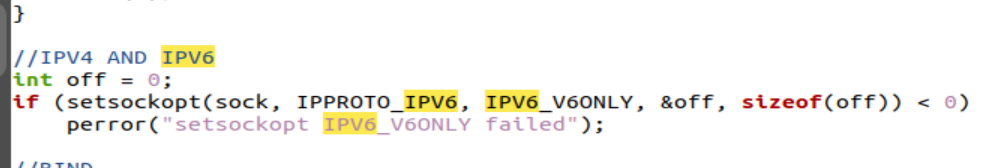 }
//IPV4 AND IPV6
int off = 0;
if (setsockopt(sock, IPPROTO_IPV6, IPV6_V6ONLY, &off, sizeof(off)) < 0)
    perror("setsockopt IPV6_V6ONLY failed");
//BIND